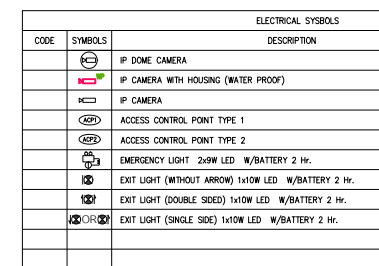 ELECTRICAL SYSBOLS
CODE SYMBOLS DESCRIPTION
IP DOME CAMERA
WP IP CAMERA WITH HOUSING (WATER PROOF)
IP CAMERA
ACP1 ACCESS CONTROL POINT TYPE 1
ACP2 ACCESS CONTROL POINT TYPE 2
EMERGENCY LIGHT 2x9W LED W/BATTERY 2 Hr.
EXIT LIGHT (WITHOUT ARROW) 1x10W LED W/BATTERY 2 Hr.
EXIT LIGHT (DOUBLE SIDED) 1x10W LED W/BATTERY 2 Hr.
OR EXIT LIGHT (SINGLE SIDE) 1x10W LED W/BATTERY 2 Hr.